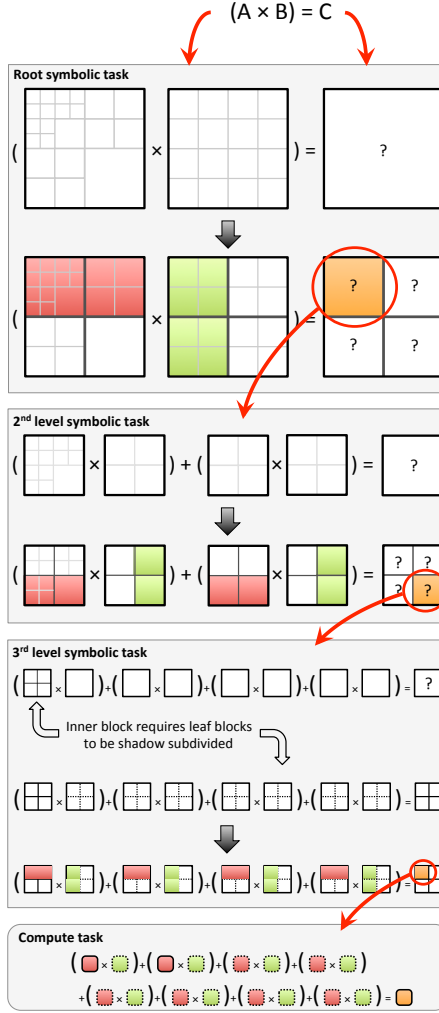 (A × B) = C
Root symbolic task
( × ) = ?
( × ) = ? ?
? ?
2nd level symbolic task
( × ) + ( × ) = ?
( × ) + ( × ) = ? ?
? ?
3rd level symbolic task
( × )+( × )+( × )+( × )= ?
Inner block requires leaf blocks
to be shadow subdivided
( × )+( × )+( × )+( × )=
( × )+( × )+( × )+( × )=
Compute task
( × )+( × )+( × )+( × )
+( × )+( × )+( × )+( × )=